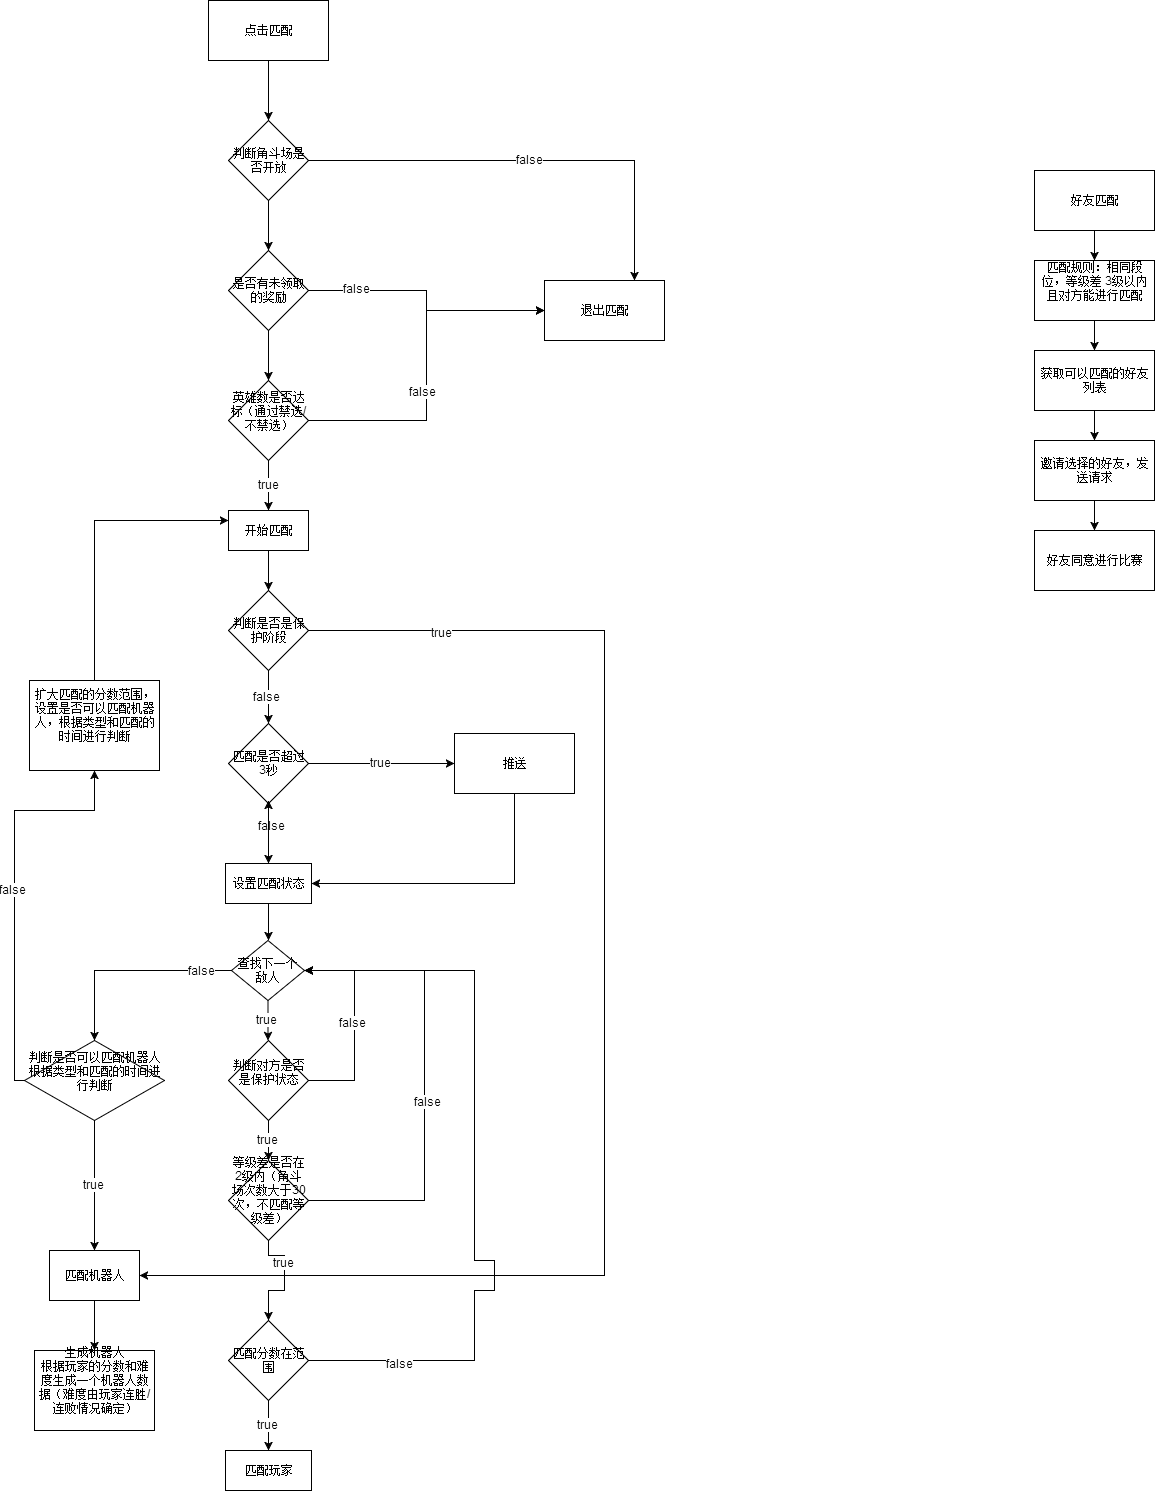 点击匹配
判断角斗场是
否开放
false
是否有未领取
的奖励
false
退出匹配
英雄数是否达
标（通过禁选/
不禁选）
false
true
开始匹配
判断是否是保
护阶段
true
false
扩大匹配的分数范围，
设置是否可以匹配机器
人，根据类型和匹配的
时间进行判断
匹配是否超过
3秒
true
推送
false
设置匹配状态
false
查找下一个
敌人
false
true
false
判断是否可以匹配机器人
根据类型和匹配的时间进
行判断
判断对方是否
是保护状态
false
true
true
等级差是否在
2级内（角斗
场次数大于30
次，不匹配等
级差）
true
匹配机器人
生成机器人
根据玩家的分数和难
度生成一个机器人数
据（难度由玩家连胜/
连败情况确定）
匹配分数在范
围
false
true
匹配玩家
好友匹配
匹配规则：相同段
位，等级差 3级以内
且对方能进行匹配
获取可以匹配的好友
列表
邀请选择的好友，发
送请求
好友同意进行比赛